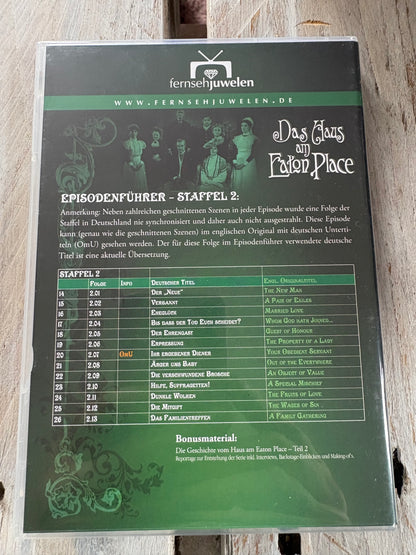 fernsehjuwelen
WWW.FERNSEHJUWELEN.DE
Das Haus
am
Eaton Place
EPISODENFÜHRER – STAFFEL 2:
Anmerkung: Neben zahlreichen geschnittenen Szenen in jeder Episode wurde eine Folge der
Staffel in Deutschland nie synchronisiert und daher auch nicht ausgestrahlt. Diese Episode
kann (genau wie die geschnittenen Szenen) im englischen Original mit deutschen Unterti-
teln (OmU) gesehen werden. Der für diese Folge im Episodenführer verwendete deutsche
Titel ist eine aktuelle Übersetzung.
STAFFEL 2
FOLGE INFO DEUTSCHER TITEL ENGL. ORIGINALTITEL
14 2.01 DER „NEUE“ THE NEW MAN
15 2.02 VERBANNT A PAIR OF EXILES
16 2.03 EHEGLÜCK MARRIED LOVE
17 2.04 BIS DASS DER TOD EUCH SCHEIDET? WHOM GOD HATH JOINED...
18 2.05 DER EHRENGAST GUEST OF HONOUR
19 2.06 ERPRESSUNG THE PROPERTY OF A LADY
20 2.07 OMU IHR ERGEBENER DIENER YOUR OBEDIENT SERVANT
21 2.08 ÄRGER UMS BABY OUT OF THE EVERYWHERE
22 2.09 DIE VERSCHWUNDENE BROSCHE AN OBJECT OF VALUE
23 2.10 HILFE, SUFFRAGETTEN! A SPECIAL MISCHIEF
24 2.11 DUNKLE WOLKEN THE FRUITS OF LOVE
25 2.12 DIE MITGIFT THE WAGES OF SIN...
26 2.13 DAS FAMILIENTREFFEN A FAMILY GATHERING
Bonusmaterial:
Die Geschichte vom Haus am Eaton Place – Teil 2
Reportage zur Entstehung der Serie inkl. Interviews, Backstage-Einblicken und Making-of's.